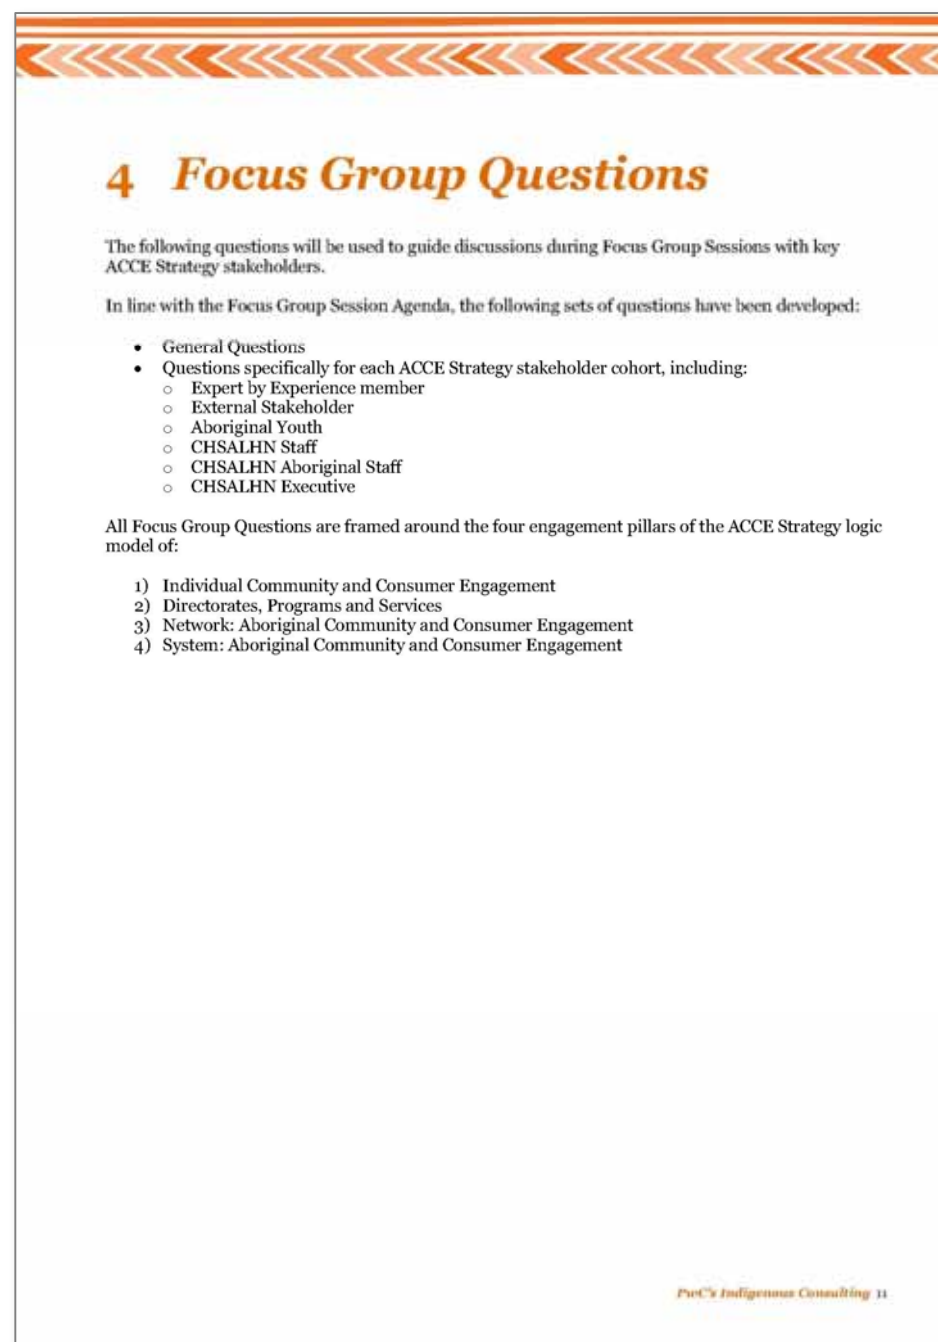 4 Focus Group Questions
The following questions will be used to guide discussions during Focus Group Sessions with key
ACCE Strategy stakeholders.
In line with the Focus Group Session Agenda, the following sets of questions have been developed:
• General Questions
• Questions specifically for each ACCE Strategy stakeholder cohort, including:
o Expert by Experience member
o External Stakeholder
o Aboriginal Youth
o CHSALHN Staff
o CHSALHN Aboriginal Staff
o CHSALHN Executive
All Focus Group Questions are framed around the four engagement pillars of the ACCE Strategy logic
model of:
1) Individual Community and Consumer Engagement
2) Directorates, Programs and Services
3) Network: Aboriginal Community and Consumer Engagement
4) System: Aboriginal Community and Consumer Engagement
PwC's Indigenous Consulting 11